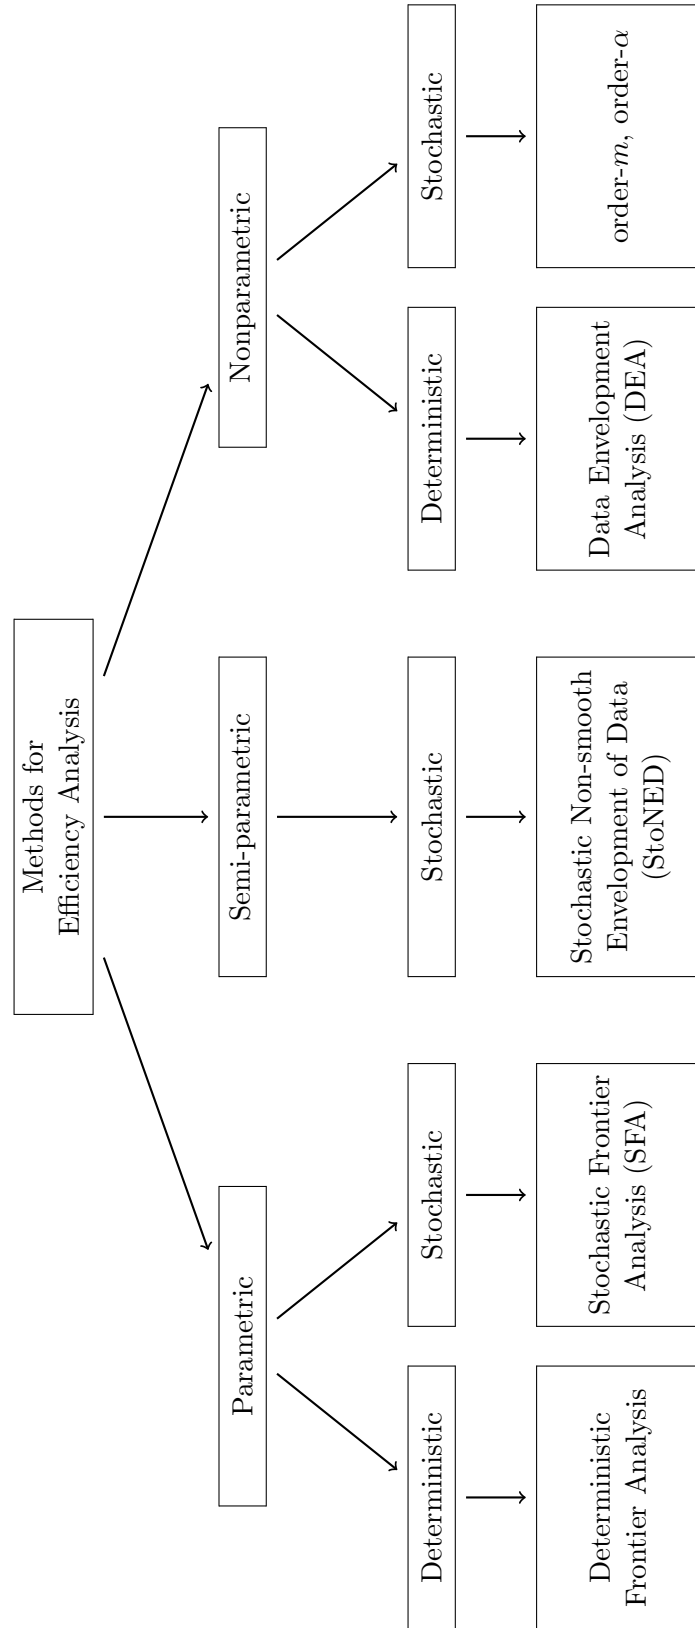 Methods for
Efficiency Analysis
Parametric
Semi-parametric
Nonparametric
Deterministic
Stochastic
Stochastic
Deterministic
Stochastic
Deterministic
Frontier Analysis
Stochastic Frontier
Analysis (SFA)
Stochastic Non-smooth
Envelopment of Data
(StoNED)
Data Envelopment
Analysis (DEA)
order-m, order-α